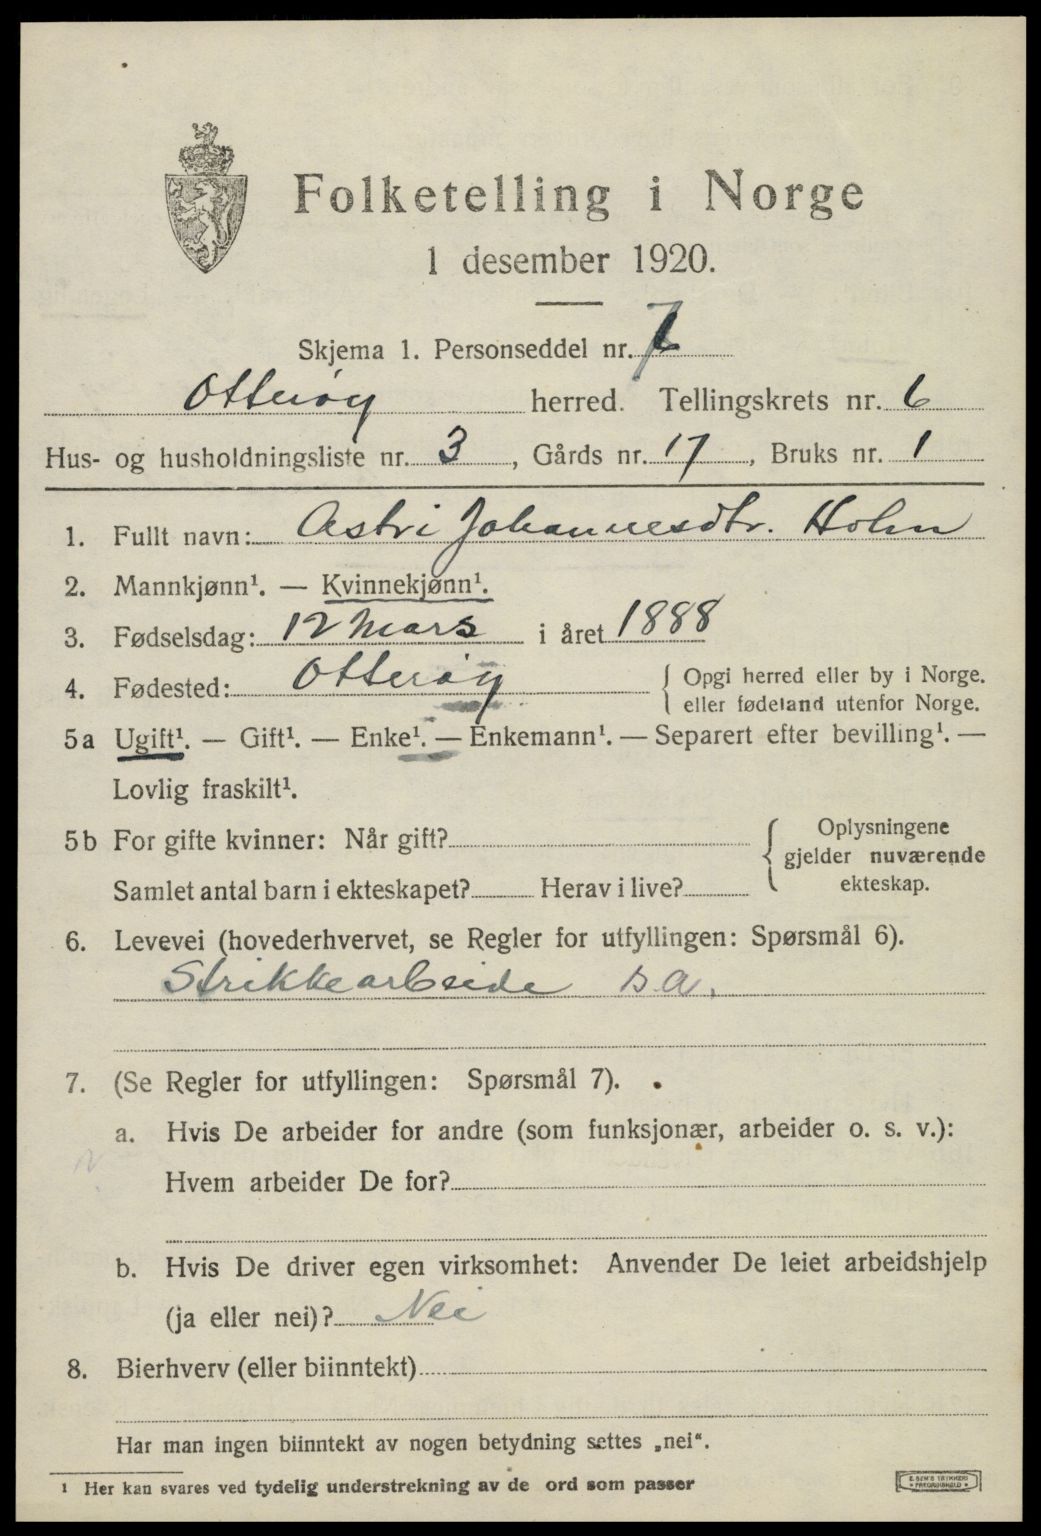 Folketelling i Norge
1 desember 1920.
Skjema 1. Personseddel nr. 7
Otterøy herred. Tellingskrets nr. 6
Hus- og husholdningsliste nr. 3, Gårds nr. 17, Bruks nr. 1
1. Fullt navn: Astri Johannesdtr. Holm
2. Mannkjønn¹. — Kvinnekjønn¹.
3. Fødselsdag: 12 Mars i året 1888
4. Fødested: Otterøy { Opgi herred eller by i Norge.
eller fødeland utenfor Norge.
5 a Ugift¹. — Gift¹. — Enke¹. — Enkemann¹. — Separert efter bevilling¹. —
Lovlig fraskilt¹.
5 b For gifte kvinner: Når gift? { Oplysningene
gjelder nuværende
Samlet antal barn i ekteskapet? Herav i live? ekteskap.
6. Levevei (hovederhvervet, se Regler for utfyllingen: Spørsmål 6).
Strikkearbeide
7. (Se Regler for utfyllingen: Spørsmål 7).
a. Hvis De arbeider for andre (som funksjonær, arbeider o. s. v.):
Hvem arbeider De for?
b. Hvis De driver egen virksomhet: Anvender De leiet arbeidshjelp
(ja eller nei)? Nei
8. Bierhverv (eller biinntekt)
Har man ingen biinntekt av nogen betydning settes „nei".
¹ Her kan svares ved tydelig understrekning av de ord som passer